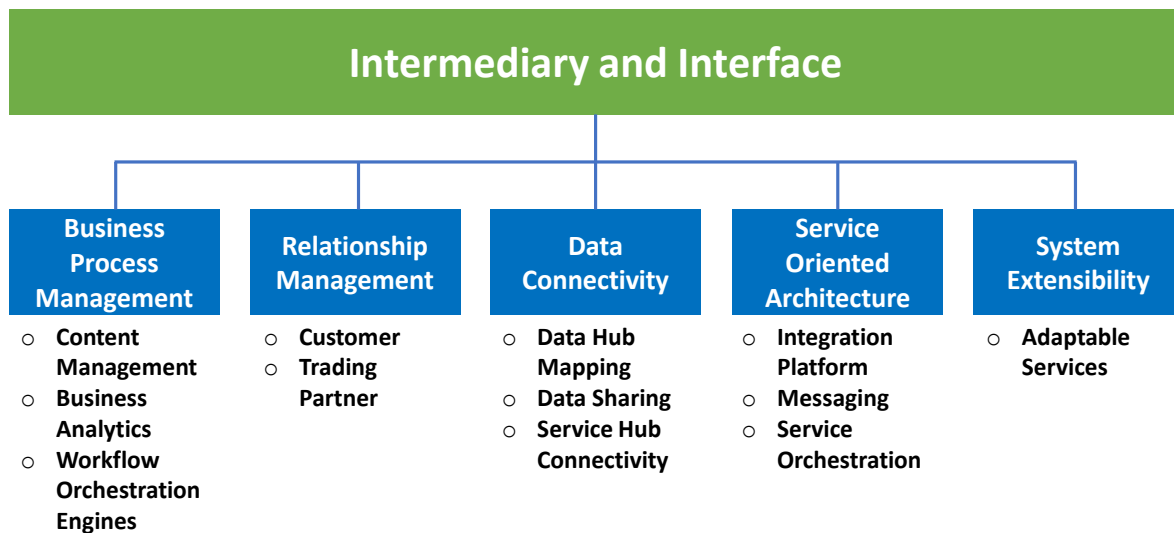 Intermediary and Interface
Business
Process
Management
○ Content
Management
○ Business
Analytics
○ Workflow
Orchestration
Engines
Relationship
Management
○ Customer
○ Trading
Partner
Data
Connectivity
○ Data Hub
Mapping
○ Data Sharing
○ Service Hub
Connectivity
Service
Oriented
Architecture
○ Integration
Platform
○ Messaging
○ Service
Orchestration
System
Extensibility
○ Adaptable
Services